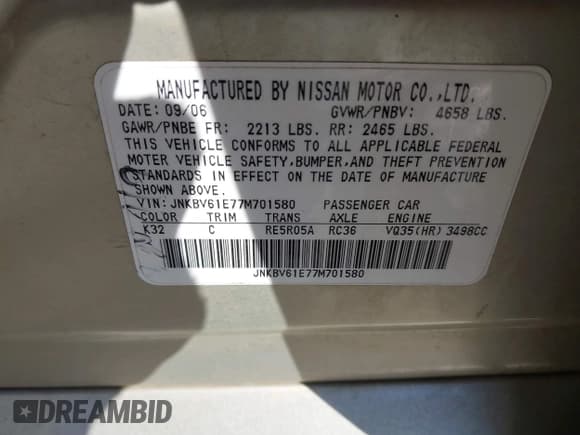 MANUFACTURED BY NISSAN MOTOR CO.,LTD.
DATE: 09/06 GVWR/PNBV: 4658 LBS.
GAWR/PNBE FR: 2213 LBS. RR: 2465 LBS.
THIS VEHICLE CONFORMS TO ALL APPLICABLE FEDERAL
MOTOR VEHICLE SAFETY,BUMPER,AND THEFT PREVENTION
STANDARDS IN EFFECT ON THE DATE OF MANUFACTURE
SHOWN ABOVE.
VIN: JNKBV61E77M701580 PASSENGER CAR
COLOR TRIM TRANS AXLE ENGINE
K32 C RE5R05A RC36 VQ35(HR) 3498CC
JNKBV61E77M701580
DREAMBID